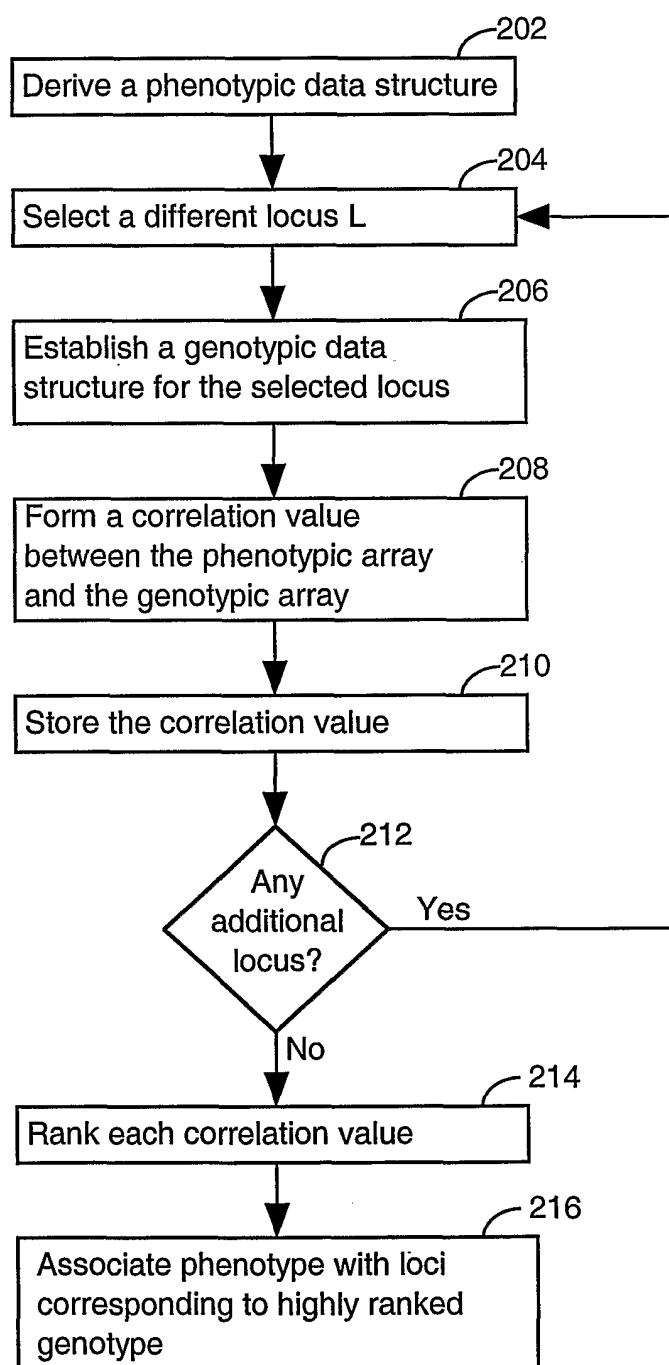 202
Derive a phenotypic data structure
204
Select a different locus L
206
Establish a genotypic data
structure for the selected locus
208
Form a correlation value
between the phenotypic array
and the genotypic array
210
Store the correlation value
212
Any
additional
locus?
Yes
No
214
Rank each correlation value
216
Associate phenotype with loci
corresponding to highly ranked
genotype